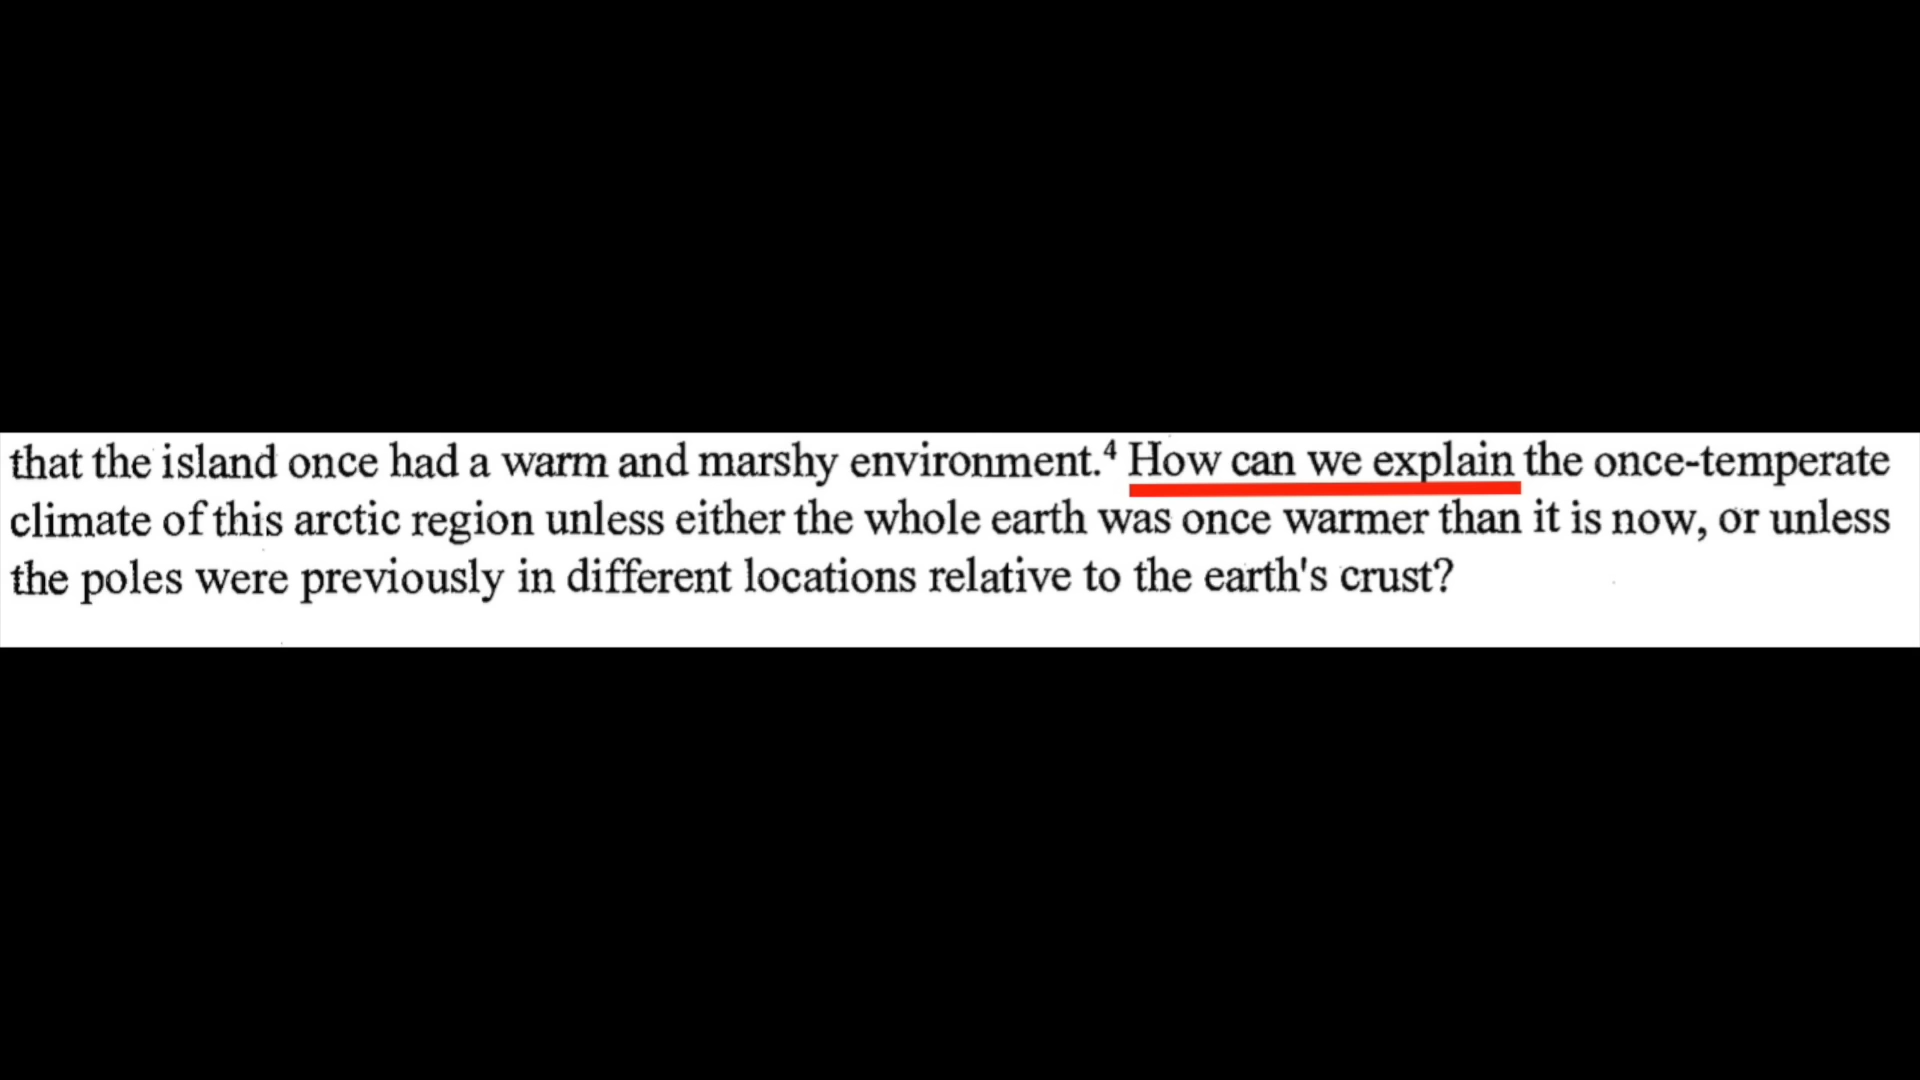 that the island once had a warm and marshy environment.⁴ How can we explain the once-temperate
climate of this arctic region unless either the whole earth was once warmer than it is now, or unless
the poles were previously in different locations relative to the earth's crust?